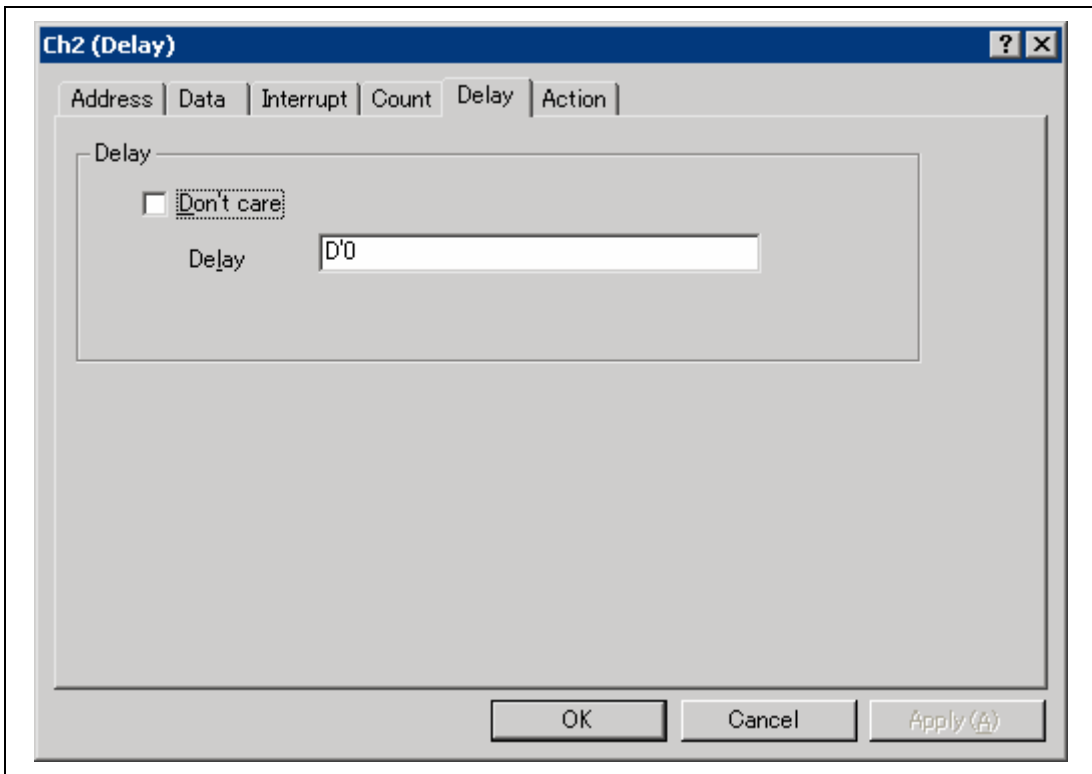 Ch2 (Delay)
Address Data Interrupt Count Delay Action
Delay
Don't care
Delay D'0
OK Cancel Apply(A)